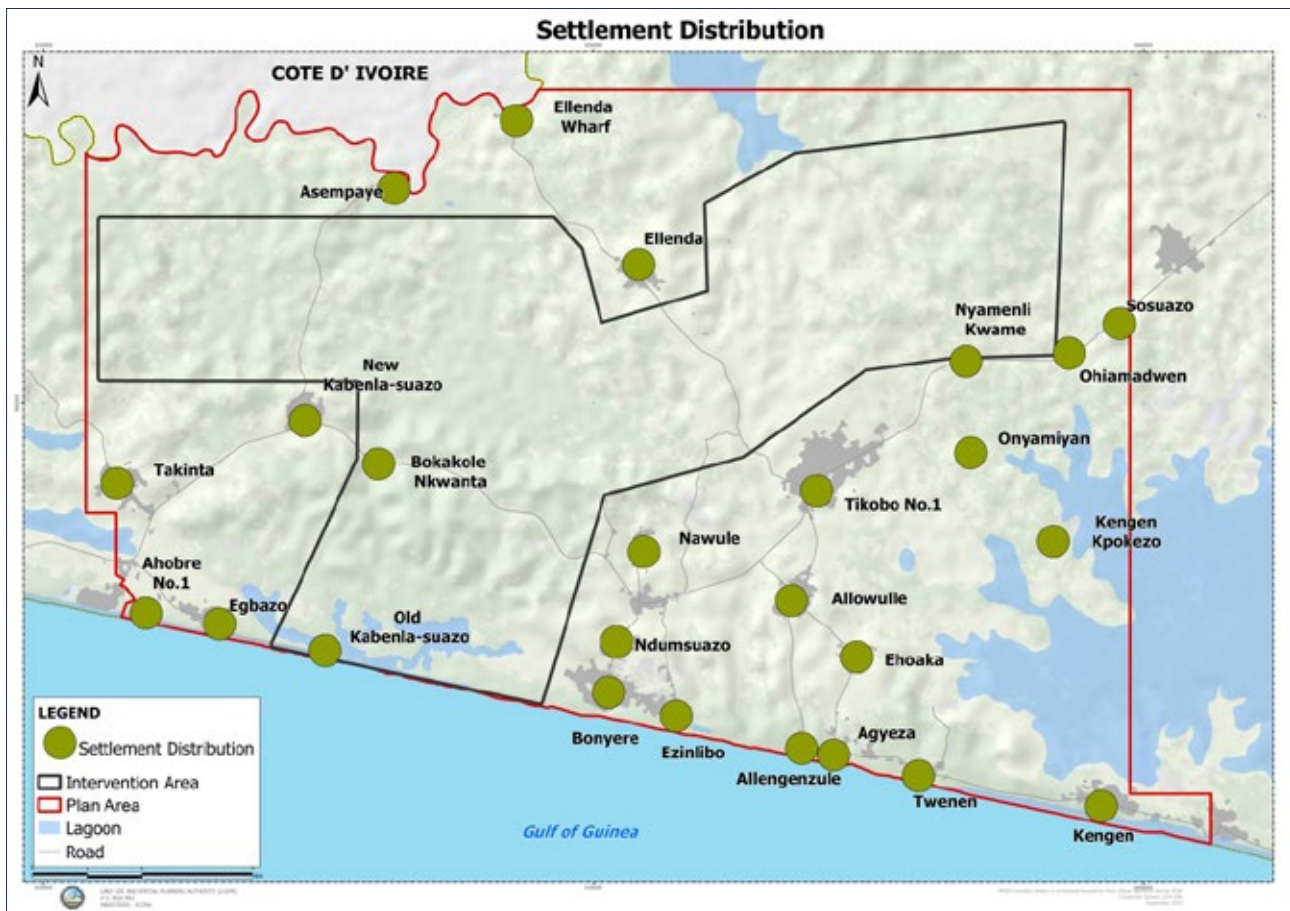 Settlement Distribution
N
COTE D' IVOIRE
Ellenda
Wharf
Asempaye
Ellenda
Sosuazo
Nyamenli
Kwame
Ohiamadwen
New
Kabenla-suazo
Onyamiyan
Bokakole
Nkwanta
Takinta
Tikobo No.1
Kengen
Kpokezo
Nawule
Ahobre
No.1
Allowulle
Egbazo
Old
Kabenla-suazo
Ndumsuazo
Ehoaka
Bonyere
Ezinlibo
Agyeza
Allengenzule
Twenen
Kengen
Gulf of Guinea
LEGEND
Settlement Distribution
Intervention Area
Plan Area
Lagoon
Road